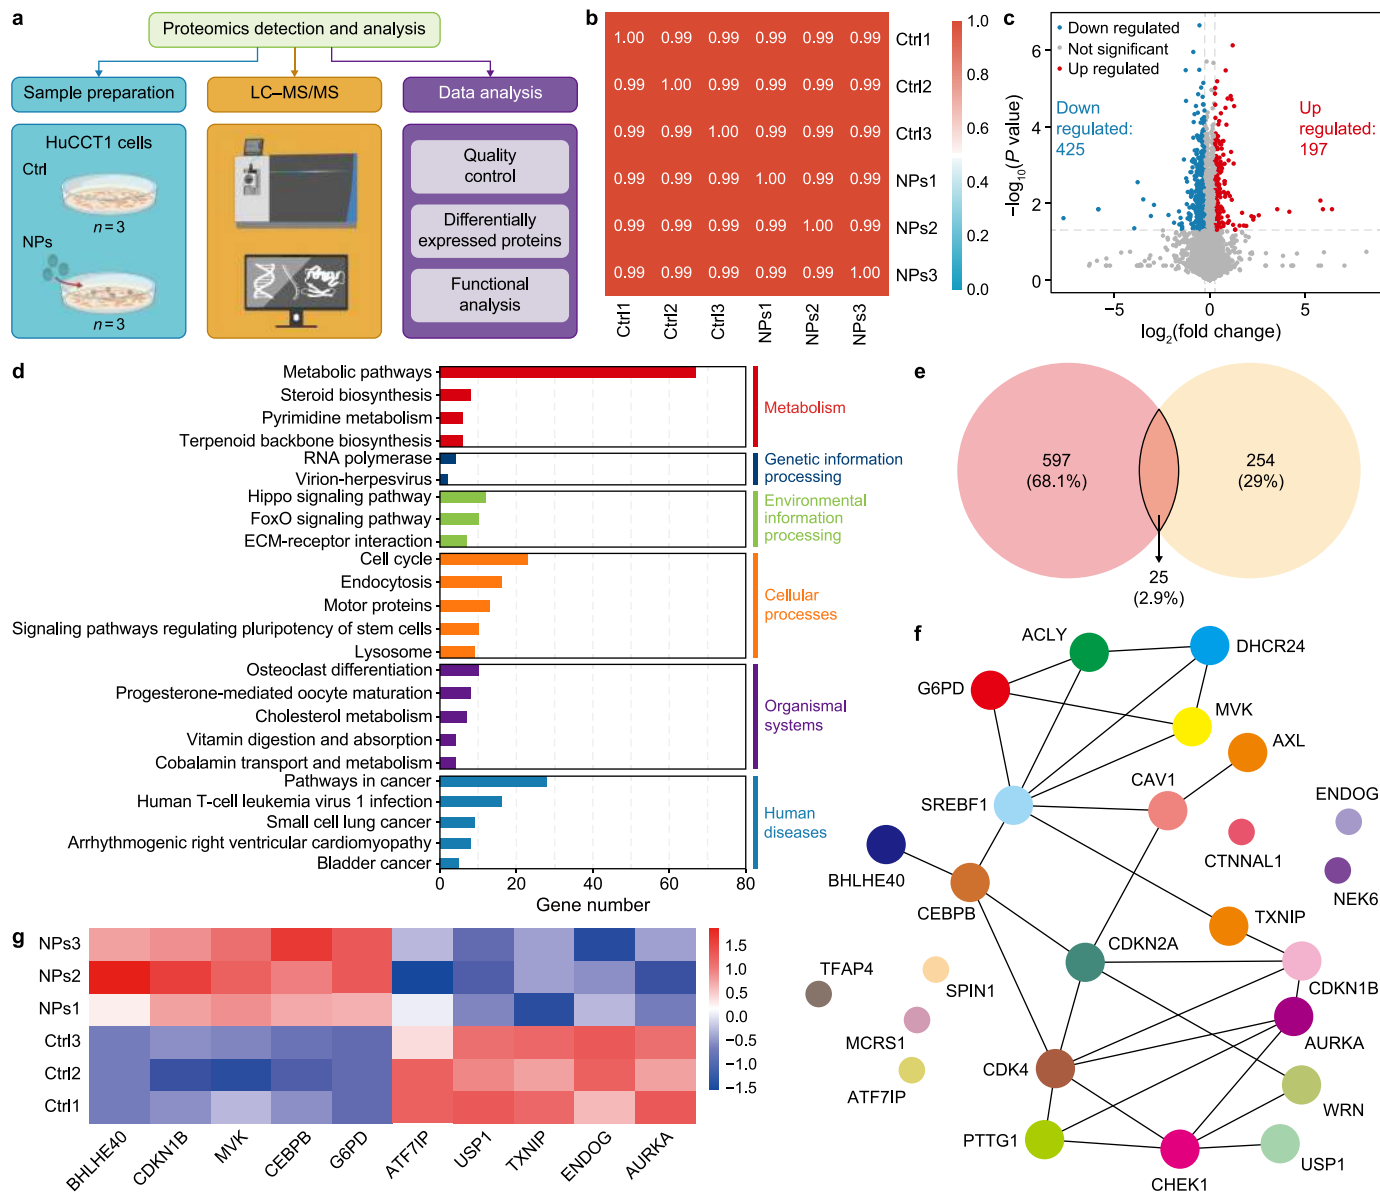 a
Proteomics detection and analysis
Sample preparation
LC–MS/MS
Data analysis
HuCCT1 cells
Ctrl
n = 3
NPs
n = 3
Quality
control
Differentially
expressed proteins
Functional
analysis
b
1.00 0.99 0.99 0.99 0.99 0.99 Ctrl1
0.99 1.00 0.99 0.99 0.99 0.99 Ctrl2
0.99 0.99 1.00 0.99 0.99 0.99 Ctrl3
0.99 0.99 0.99 1.00 0.99 0.99 NPs1
0.99 0.99 0.99 0.99 1.00 0.99 NPs2
0.99 0.99 0.99 0.99 0.99 1.00 NPs3
Ctrl1 Ctrl2 Ctrl3 NPs1 NPs2 NPs3
1.0
0.8
0.6
0.4
0.2
0.0
c
Down regulated
Not significant
Up regulated
Down
regulated:
425
Up
regulated:
197
−log10(P value)
6
4
2
0
−5 0 5
log2(fold change)
d
Metabolic pathways
Steroid biosynthesis
Pyrimidine metabolism
Terpenoid backbone biosynthesis
Metabolism
RNA polymerase
Virion-herpesvirus
Genetic information
processing
Hippo signaling pathway
FoxO signaling pathway
ECM-receptor interaction
Environmental
information
processing
Cell cycle
Endocytosis
Motor proteins
Signaling pathways regulating pluripotency of stem cells
Lysosome
Cellular
processes
Osteoclast differentiation
Progesterone-mediated oocyte maturation
Cholesterol metabolism
Vitamin digestion and absorption
Cobalamin transport and metabolism
Organismal
systems
Pathways in cancer
Human T-cell leukemia virus 1 infection
Small cell lung cancer
Arrhythmogenic right ventricular cardiomyopathy
Bladder cancer
Human
diseases
0 20 40 60 80
Gene number
e
597
(68.1%)
254
(29%)
25
(2.9%)
f
ACLY
DHCR24
G6PD
MVK
AXL
CAV1
SREBF1
ENDOG
CTNNAL1
BHLHE40
NEK6
CEBPB
TXNIP
CDKN2A
TFAP4
SPIN1
CDKN1B
MCRS1
AURKA
CDK4
ATF7IP
WRN
PTTG1
USP1
CHEK1
g
NPs3
NPs2
NPs1
Ctrl3
Ctrl2
Ctrl1
BHLHE40 CDKN1B MVK CEBPB G6PD ATF7IP USP1 TXNIP ENDOG AURKA
1.5
1.0
0.5
0.0
−0.5
−1.0
−1.5